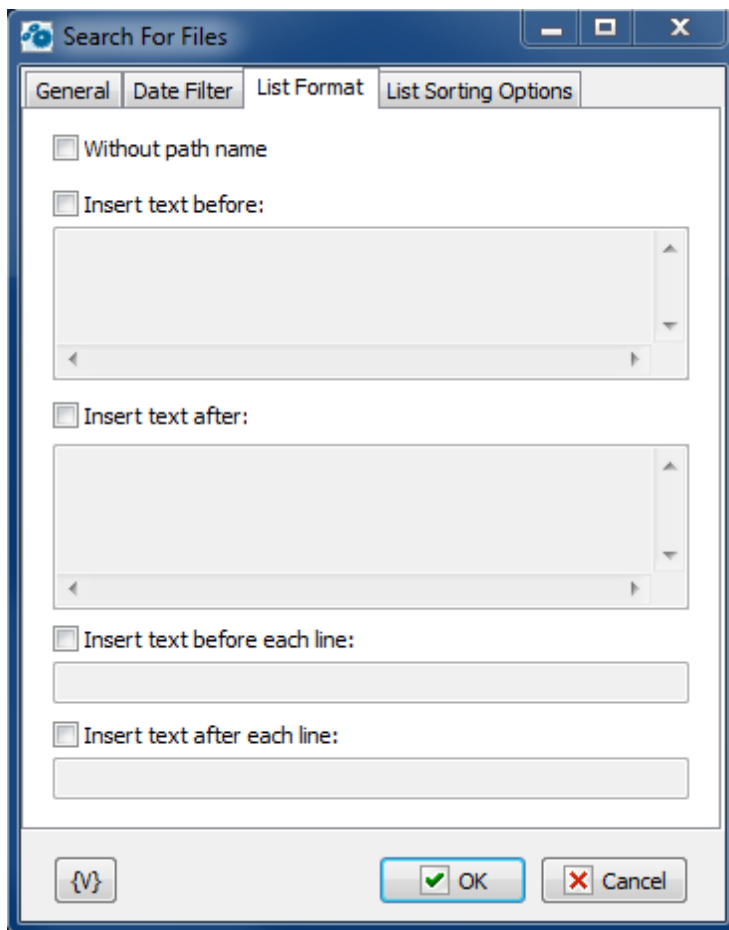 Search For Files
General Date Filter List Format List Sorting Options
Without path name
Insert text before:
Insert text after:
Insert text before each line:
Insert text after each line:
{V} OK Cancel